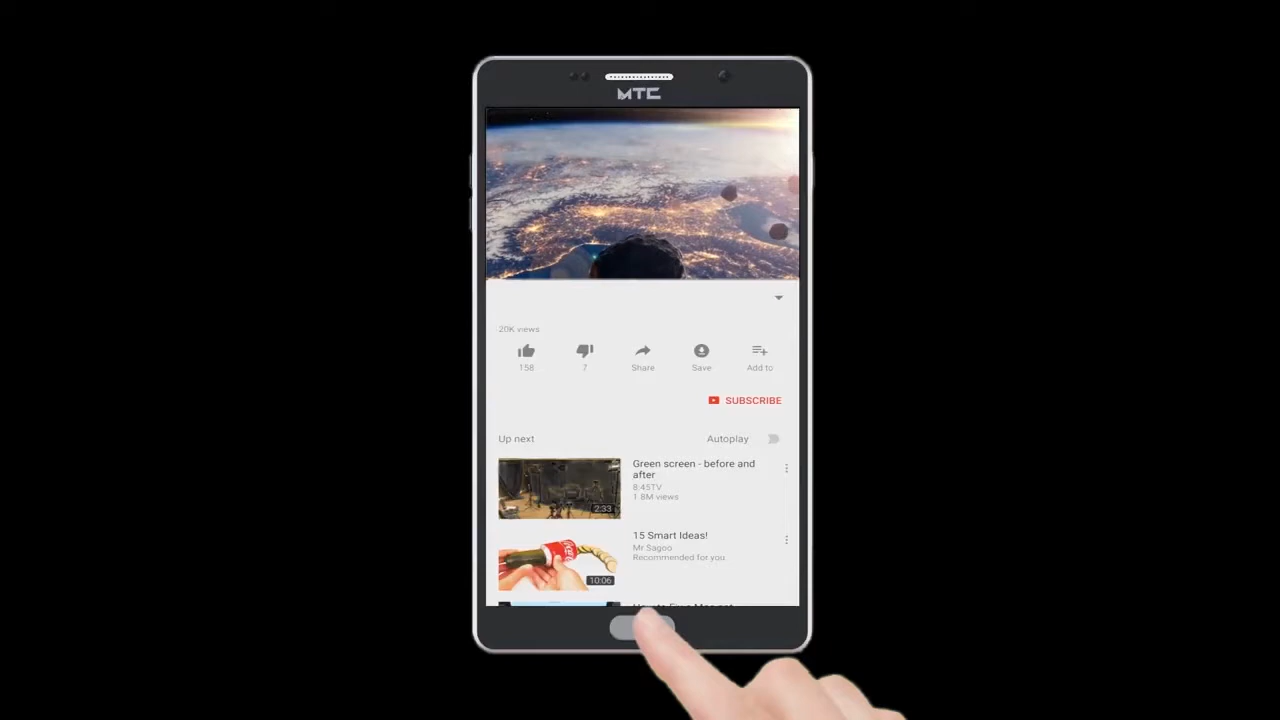 MTC
20K views
158
7
Share
Save
Add to
SUBSCRIBE
Up next
Autoplay
Green screen - before and
after
8:45TV
1.8M views
2:33
15 Smart Ideas!
Mr Sagoo
Recommended for you
10:06